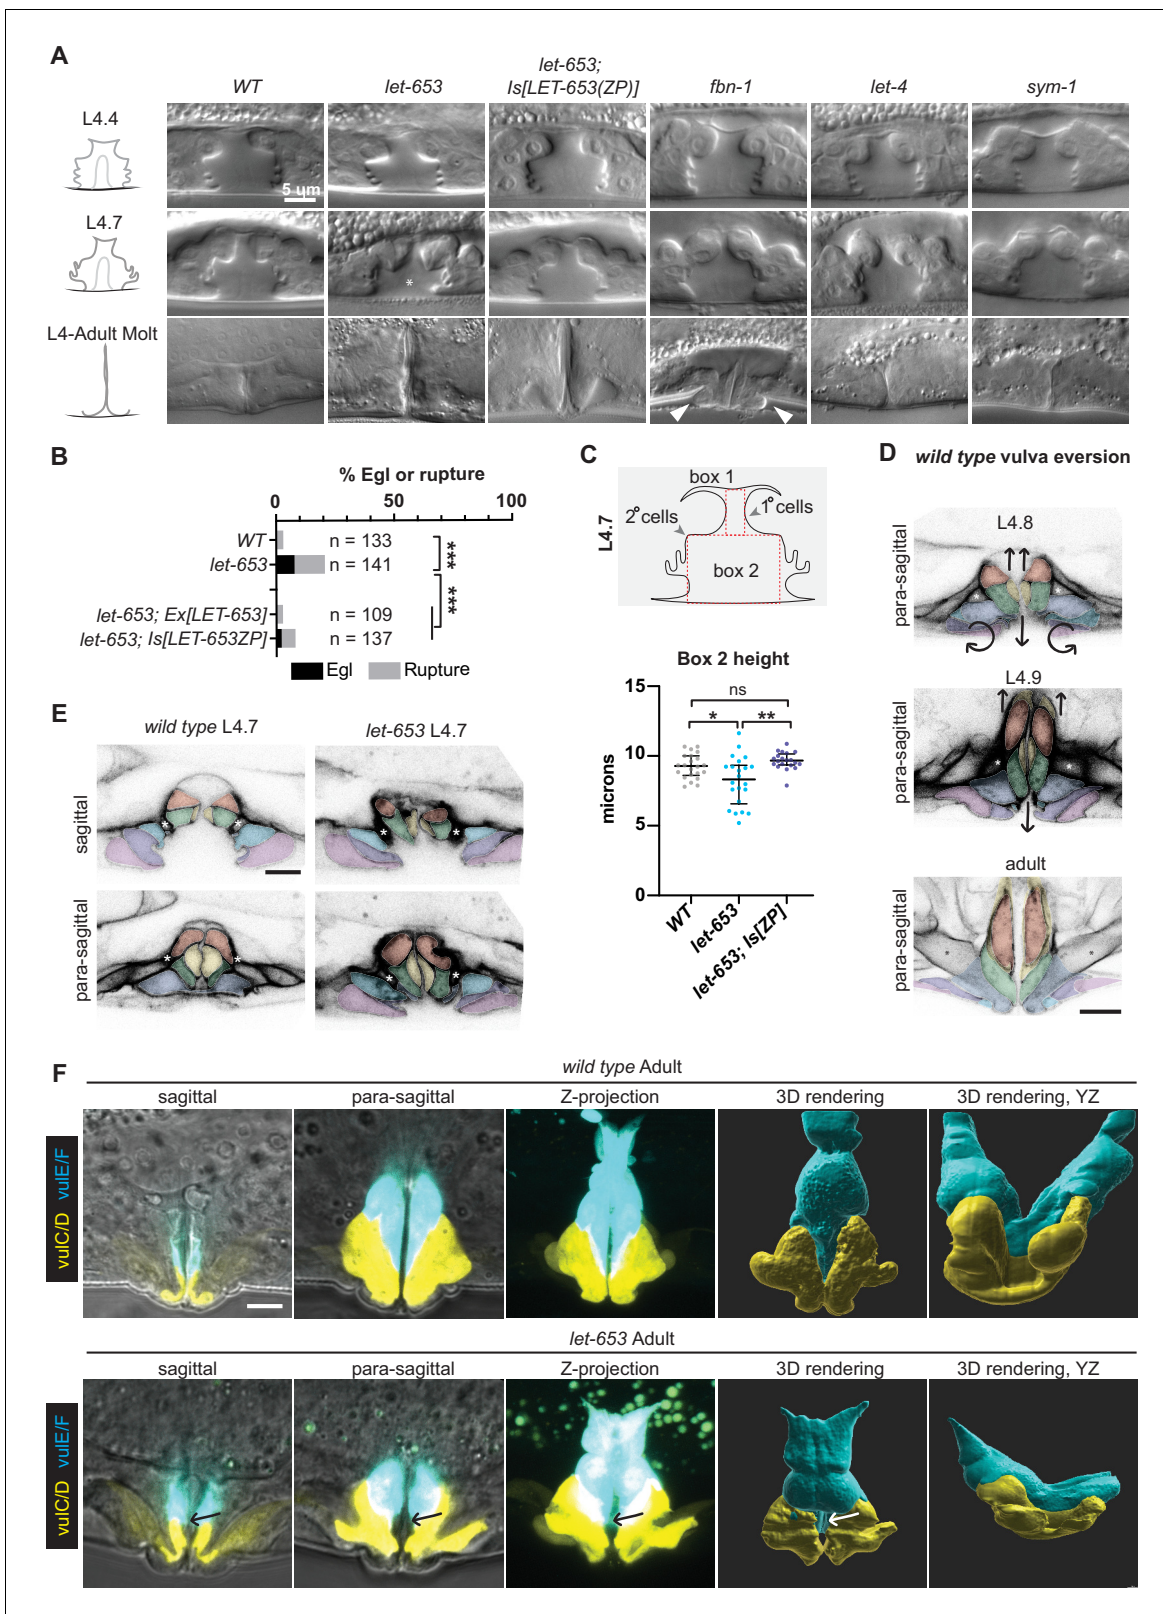 A
WT
let-653
let-653;
Is[LET-653(ZP)]
fbn-1
let-4
sym-1
L4.4
5 um
L4.7
*
L4-Adult Molt
B
% Egl or rupture
0 50 100
WT n = 133
let-653 n = 141
***
***
let-653; Ex[LET-653] n = 109
let-653; Is[LET-653ZP] n = 137
Egl Rupture
C
L4.7
box 1
2° cells
1° cells
box 2
Box 2 height
15
10
5
0
microns
ns
* **
WT
let-653
let-653; Is[ZP]
D
wild type vulva eversion
L4.8
para-sagittal
* *
L4.9
para-sagittal
* *
adult
para-sagittal
* *
E
wild type L4.7
let-653 L4.7
sagittal
* * * *
para-sagittal
* * * *
F
wild type Adult
sagittal para-sagittal Z-projection 3D rendering 3D rendering, YZ
vulC/D vulE/F
let-653 Adult
sagittal para-sagittal Z-projection 3D rendering 3D rendering, YZ
vulC/D vulE/F